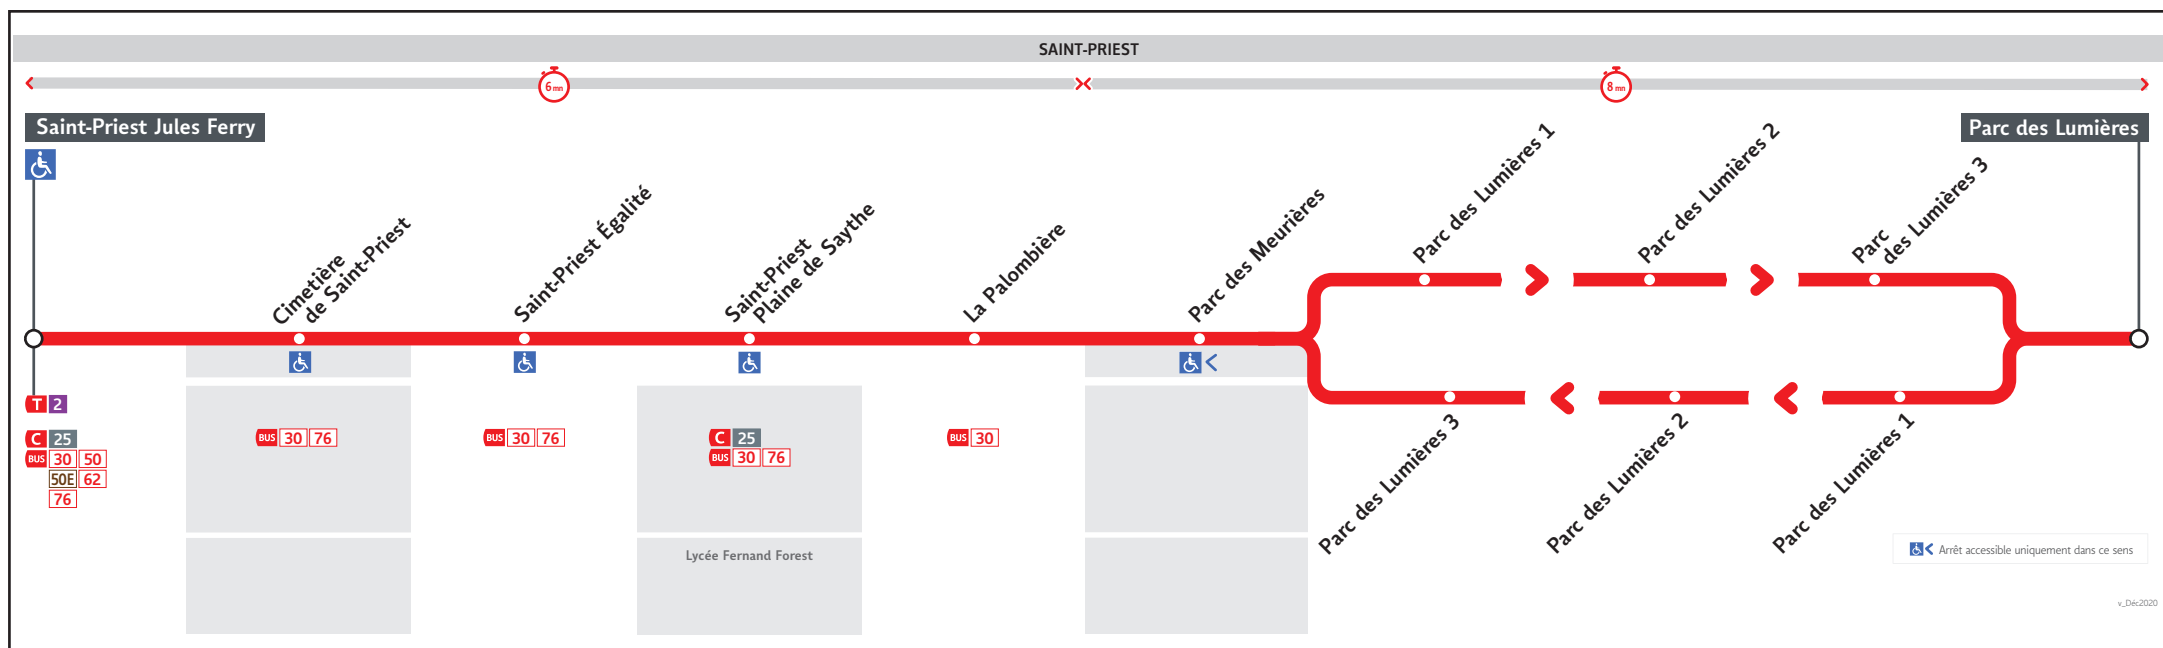 SAINT-PRIEST
6 mn
8 mn
Saint-Priest Jules Ferry
Parc des Lumières
Cimetière
de Saint-Priest
Saint-Priest Égalité
Saint-Priest
Plaine de Saythe
La Palombière
Parc des Meurières
Parc des Lumières 1
Parc des Lumières 2
Parc
des Lumières 3
Parc des Lumières 3
Parc des Lumières 2
Parc des Lumières 1
T 2
C 25
BUS 30 50
50E 62
76
BUS 30 76
BUS 30 76
C 25
BUS 30 76
BUS 30
Lycée Fernand Forest
Arrêt accessible uniquement dans ce sens
v_Déc2020